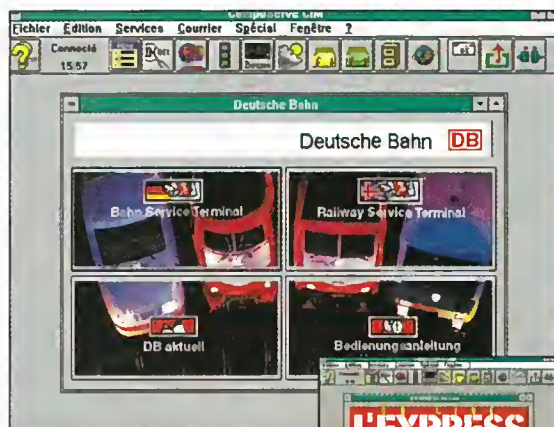 CompuServe CIM
Fichier Edition Services Courrier Spécial Fenêtre ?
Connecté
15:57
Deutsche Bahn
Deutsche Bahn DB
Bahn Service Terminal
Railway Service Terminal
DB aktuell
Bedienungsanleitung
L'EXPRESS